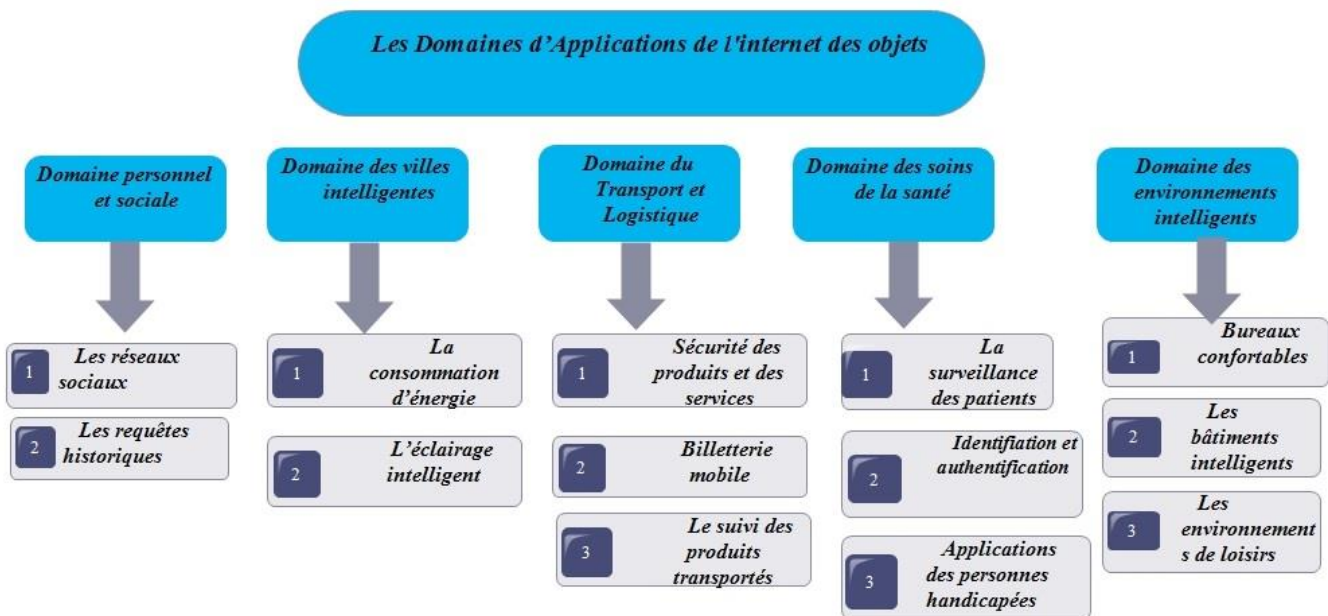 Les Domaines d'Applications de l'internet des objets
Domaine personnel
et sociale
1
Les réseaux
sociaux
2
Les requêtes
historiques
Domaine des villes
intelligentes
1
La
consommation
d'énergie
2
L'éclairage
intelligent
Domaine du
Transport et
Logistique
1
Sécurité des
produits et des
services
2
Billetterie
mobile
3
Le suivi des
produits
transportés
Domaine des soins
de la santé
1
La
surveillance
des patients
2
Identifiation et
authentification
3
Applications
des personnes
handicapées
Domaine des
environnements
intelligents
1
Bureaux
confortables
2
Les
bâtiments
intelligents
3
Les
environnement
s de loisirs